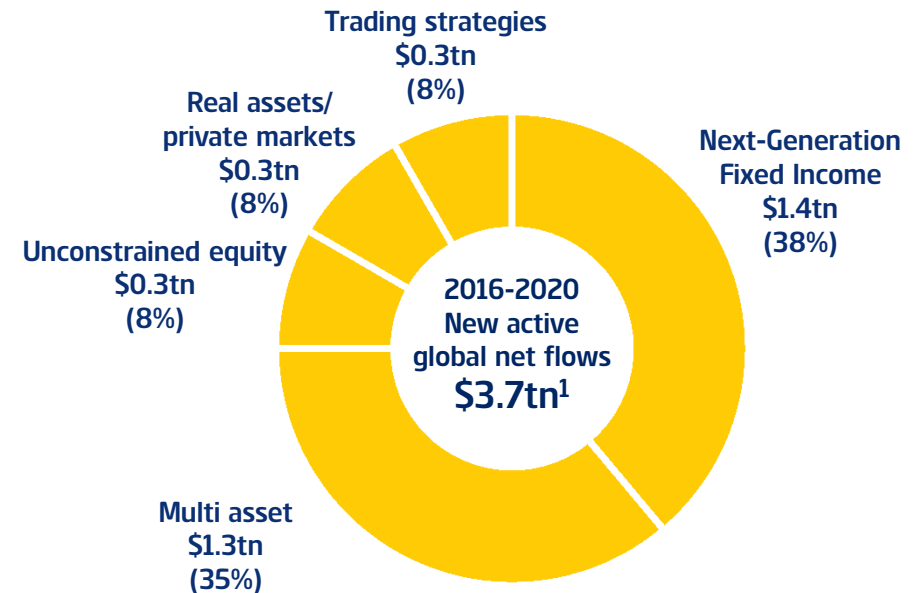 Trading strategies
$0.3tn
(8%)
Real assets/
private markets
$0.3tn
(8%)
Next-Generation
Fixed Income
$1.4tn
(38%)
Unconstrained equity
$0.3tn
(8%)
2016-2020
New active
global net flows
$3.7tn¹
Multi asset
$1.3tn
(35%)